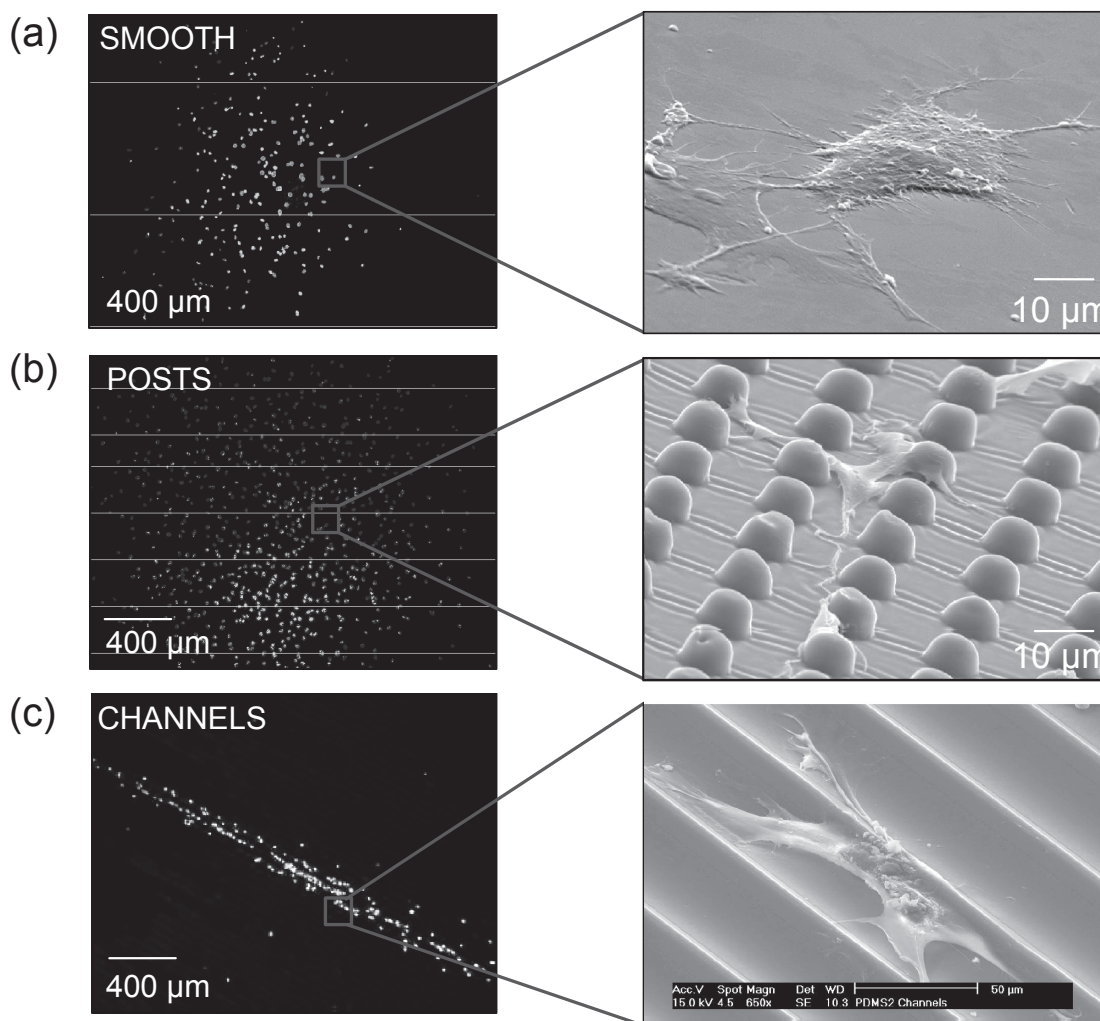 (a)
SMOOTH
400 µm
10 µm
(b)
POSTS
400 µm
10 µm
(c)
CHANNELS
400 µm
Acc.V Spot Magn Det WD 50 µm
15.0 kV 4.5 650x SE 10.3 PDMS2 Channels